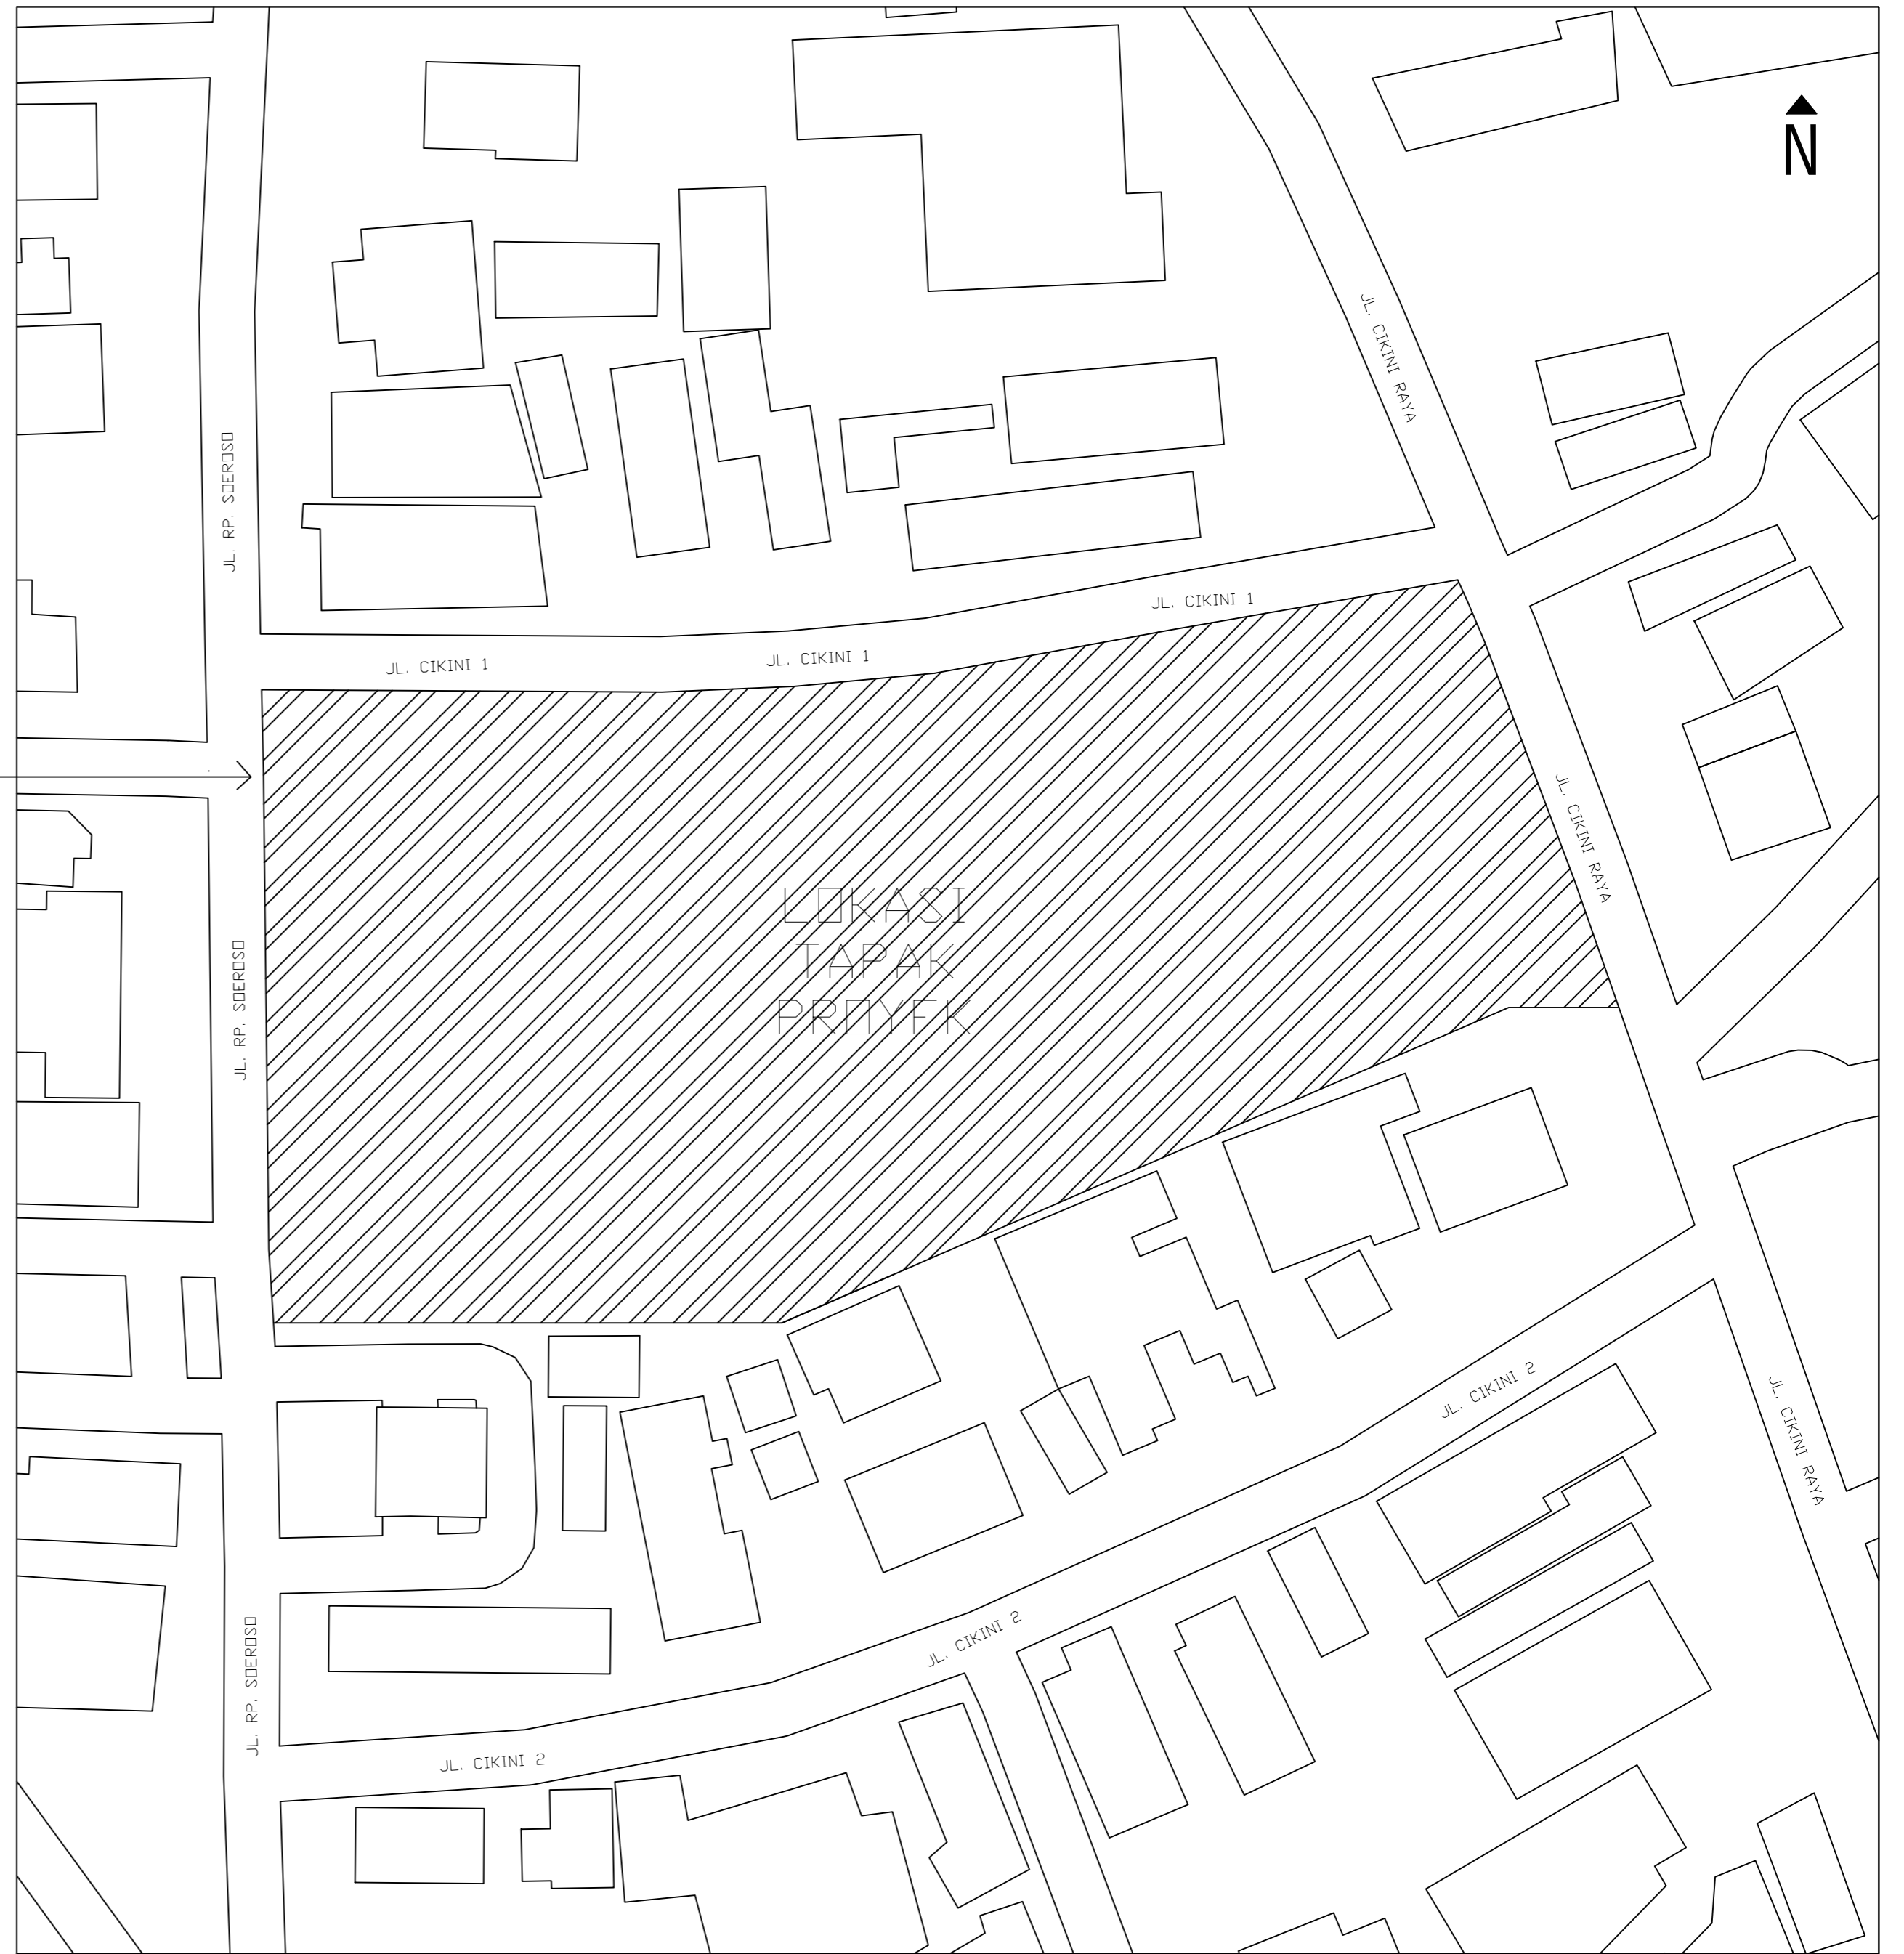 N
JL. CIKINI RAYA
JL. RP. SOEROSO
JL. CIKINI 1
JL. CIKINI 1
JL. CIKINI 1
JL. CIKINI RAYA
LOKASI
TAPAK
PROYEK
JL. RP. SOEROSO
JL. CIKINI 2
JL. CIKINI RAYA
JL. CIKINI 2
JL. RP. SOEROSO
JL. CIKINI 2